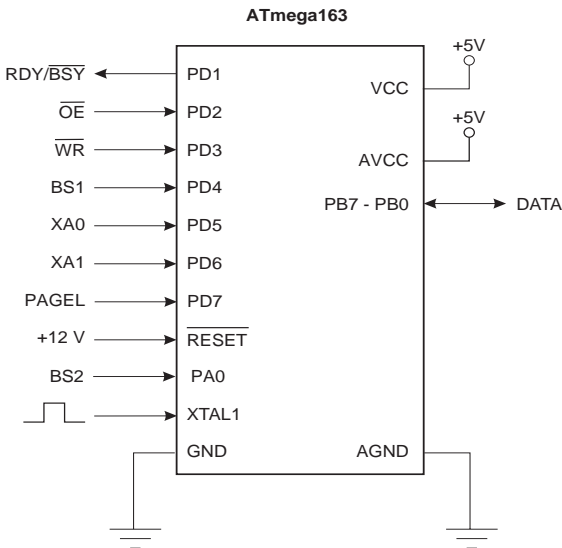 ATmega163
RDY/BSY PD1
OE PD2
WR PD3
BS1 PD4
XA0 PD5
XA1 PD6
PAGEL PD7
+12 V RESET
BS2 PA0
XTAL1
GND
+5V
VCC
+5V
AVCC
PB7 - PB0 DATA
AGND